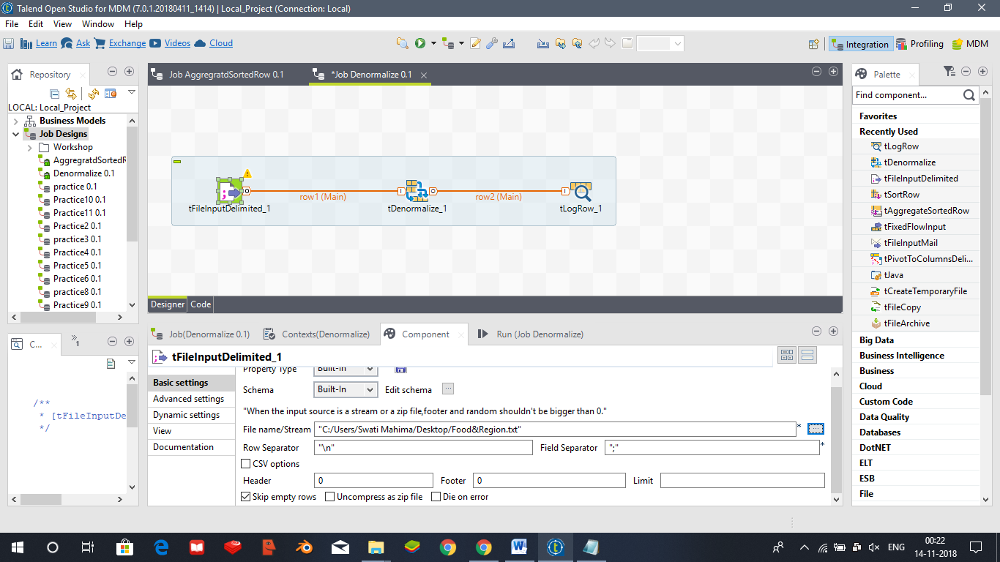 Talend Open Studio for MDM (7.0.1.20180411_1414) | Local_Project (Connection: Local)
File Edit View Window Help
Learn Ask Exchange Videos Cloud
Integration Profiling MDM
Repository
LOCAL: Local_Project
Business Models
Job Designs
Workshop
AggregratdSortedR
Denormalize 0.1
practice 0.1
Practice10 0.1
Practice11 0.1
Practice2 0.1
practice3 0.1
Practice4 0.1
Practice5 0.1
Practice6 0.1
practice8 0.1
Practice9 0.1
C...
1
/**
* [tFileInputDe
*/
Job AggregratdSortedRow 0.1
*Job Denormalize 0.1
O row1 (Main) I O row2 (Main) I
tFileInputDelimited_1 tDenormalize_1 tLogRow_1
Designer Code
Job(Denormalize 0.1) Contexts(Denormalize) Component Run (Job Denormalize)
tFileInputDelimited_1
Basic settings
Advanced settings
Dynamic settings
View
Documentation
Property Type Built-In
Schema Built-In Edit schema ...
"When the input source is a stream or a zip file,footer and random shouldn't be bigger than 0."
File name/Stream "C:/Users/Swati Mahima/Desktop/Food&Region.txt" * ...
Row Separator "\n" Field Separator ";" *
CSV options
Header 0 Footer 0 Limit
Skip empty rows Uncompress as zip file Die on error
Palette
Find component...
Favorites
Recently Used
tLogRow
tDenormalize
tFileInputDelimited
tSortRow
tAggregateSortedRow
tFixedFlowInput
tFileInputMail
tPivotToColumnsDeli...
tJava
tCreateTemporaryFile
tFileCopy
tFileArchive
Big Data
Business Intelligence
Business
Cloud
Custom Code
Data Quality
Databases
DotNET
ELT
ESB
File
ENG
00:22
14-11-2018